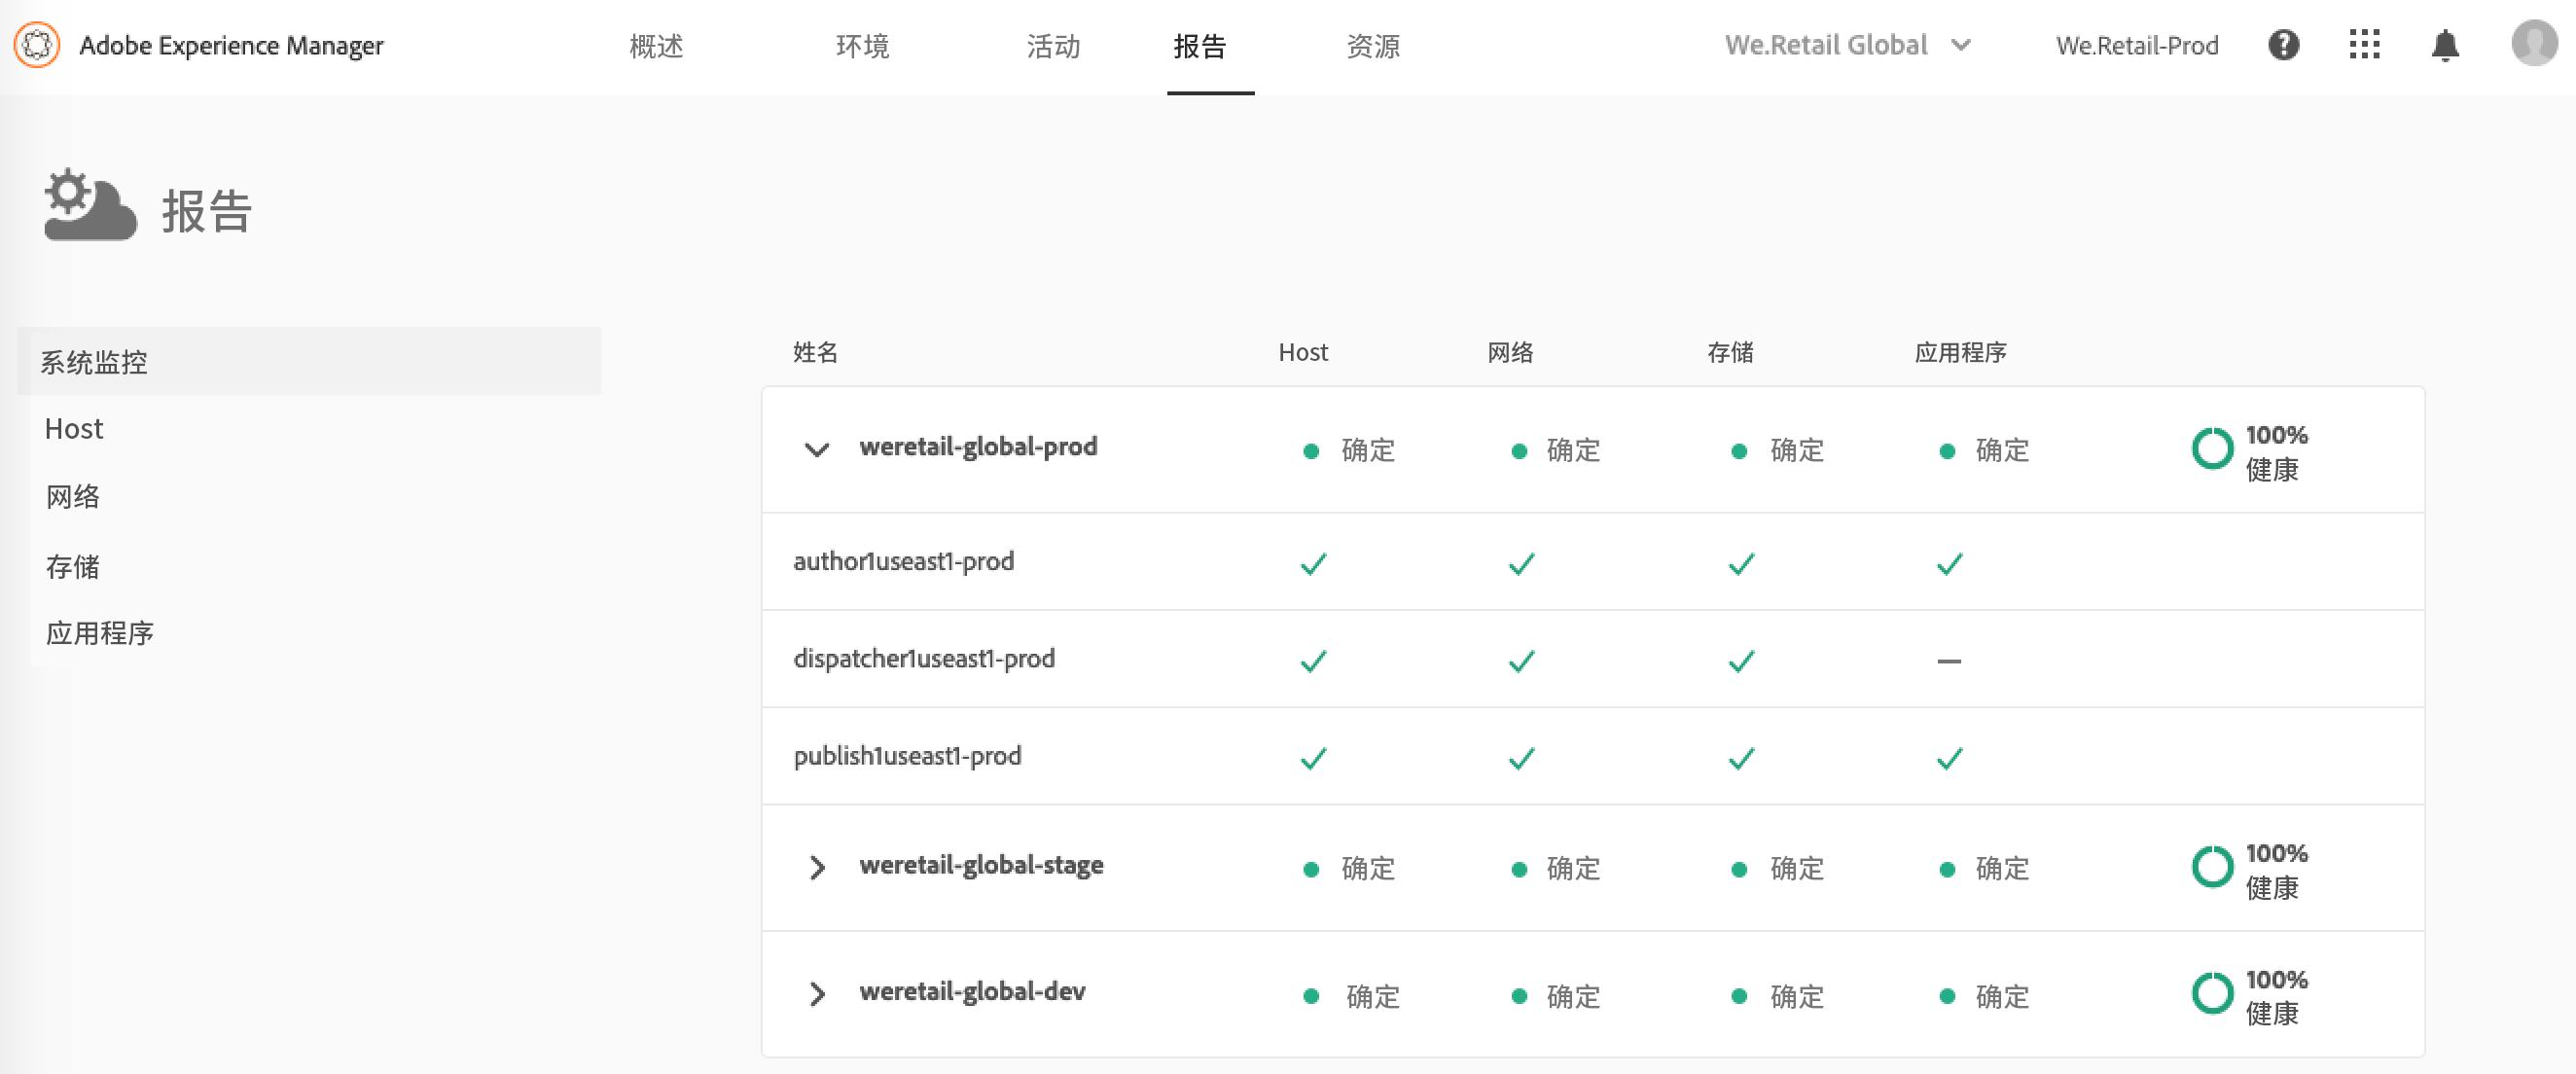 Adobe Experience Manager 概述 环境 活动 报告 资源 We.Retail Global We.Retail-Prod
报告
系统监控
Host
网络
存储
应用程序
姓名 Host 网络 存储 应用程序
weretail-global-prod 确定 确定 确定 确定 100% 健康
author1useast1-prod
dispatcher1useast1-prod
publish1useast1-prod
weretail-global-stage 确定 确定 确定 确定 100% 健康
weretail-global-dev 确定 确定 确定 确定 100% 健康